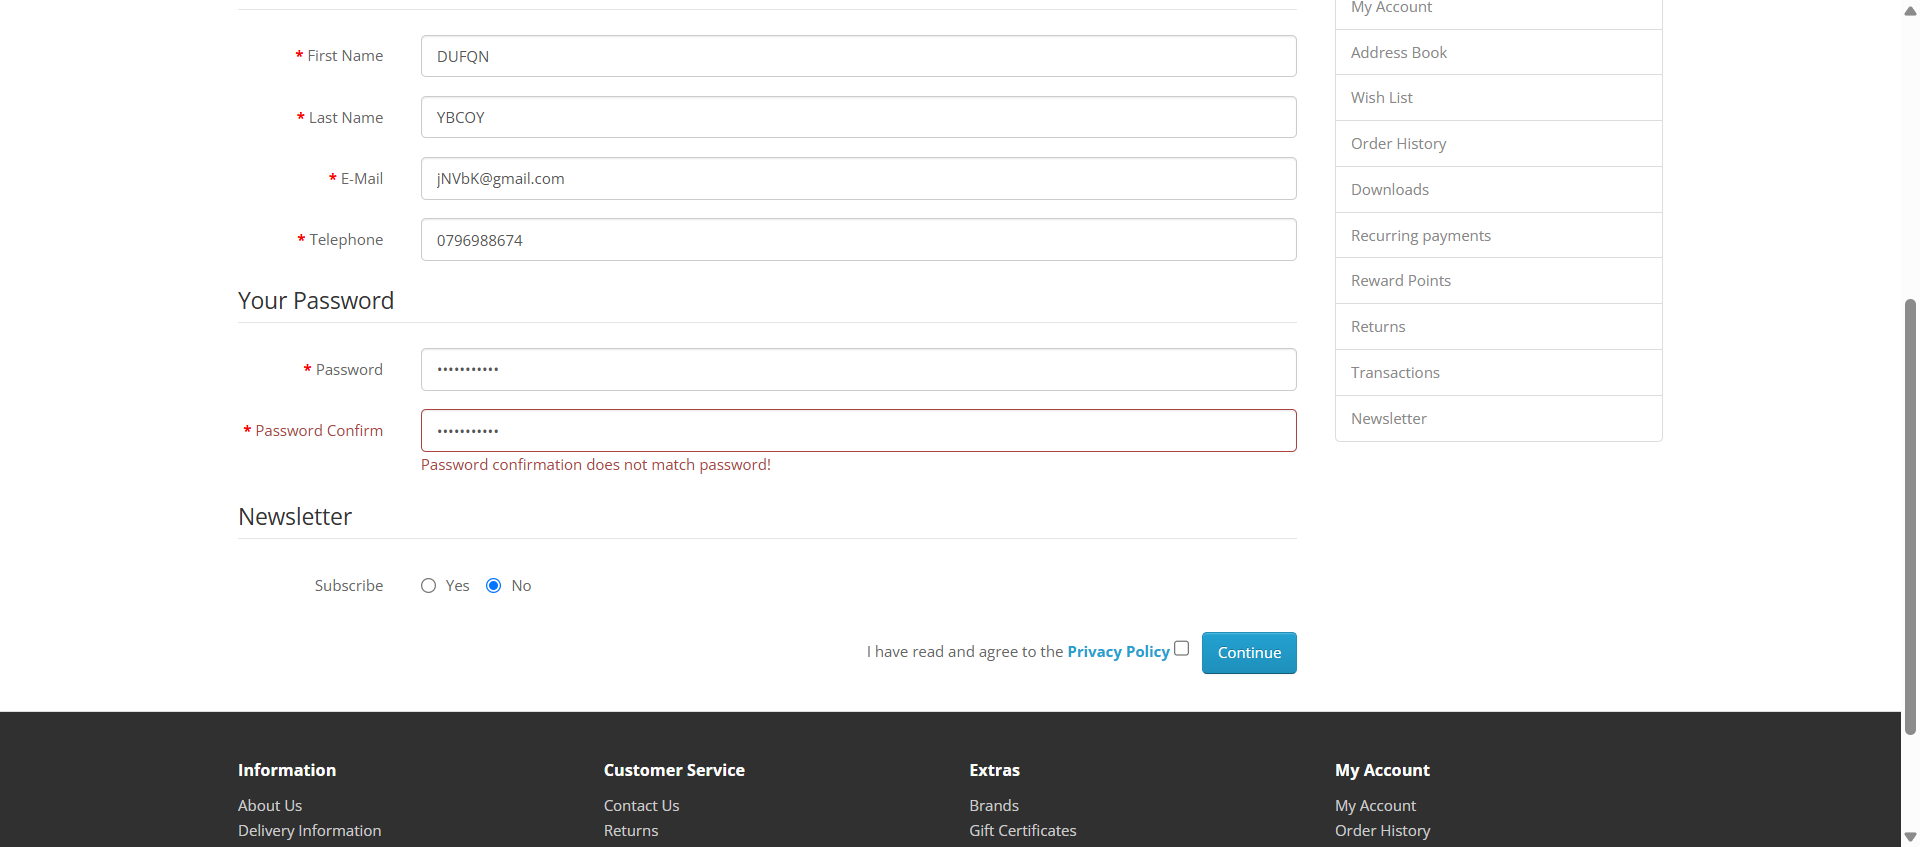 * First Name
DUFQN
* Last Name
YBCOY
* E-Mail
jNVbK@gmail.com
* Telephone
0796988674
Your Password
* Password
•••••••••••
* Password Confirm
•••••••••••
Password confirmation does not match password!
Newsletter
Subscribe
Yes
No
I have read and agree to the Privacy Policy
Continue
My Account
Address Book
Wish List
Order History
Downloads
Recurring payments
Reward Points
Returns
Transactions
Newsletter
Information
About Us
Delivery Information
Customer Service
Contact Us
Returns
Extras
Brands
Gift Certificates
My Account
My Account
Order History